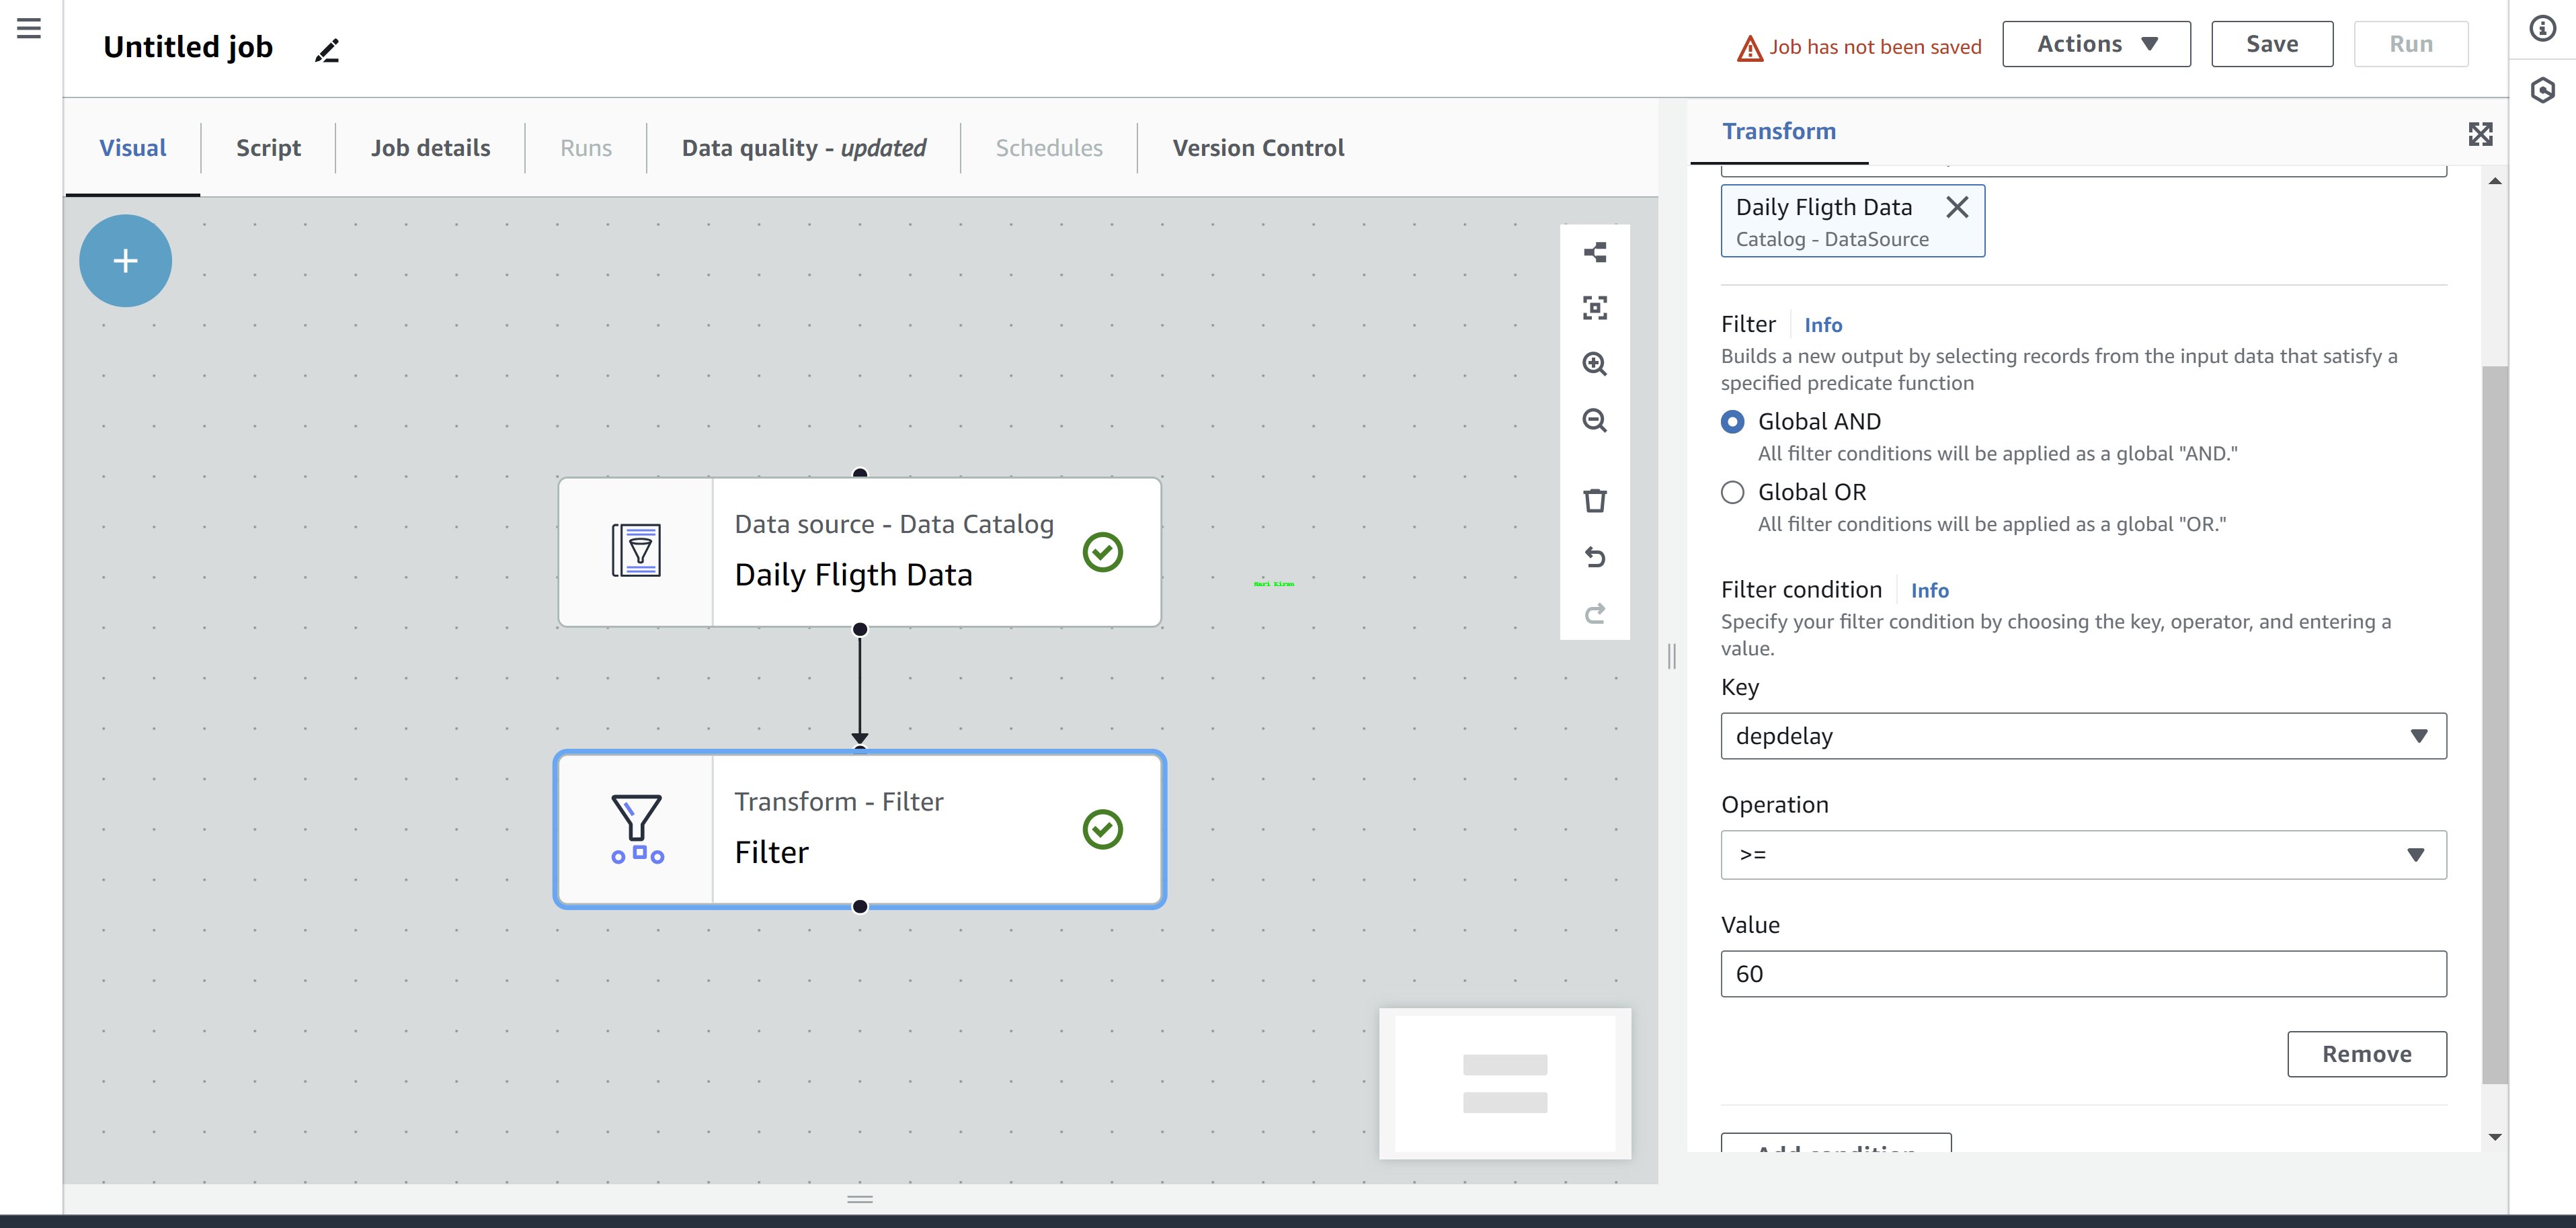 Untitled job
Job has not been saved
Actions
Save
Run
Visual
Script
Job details
Runs
Data quality - updated
Schedules
Version Control
Transform
Daily Fligth Data
Catalog - DataSource
Filter
Info
Builds a new output by selecting records from the input data that satisfy a
specified predicate function
Global AND
All filter conditions will be applied as a global "AND."
Global OR
All filter conditions will be applied as a global "OR."
Filter condition
Info
Specify your filter condition by choosing the key, operator, and entering a
value.
Key
depdelay
Operation
>=
Value
60
Remove
Add condition
Data source - Data Catalog
Daily Fligth Data
Hari Kiran
Transform - Filter
Filter